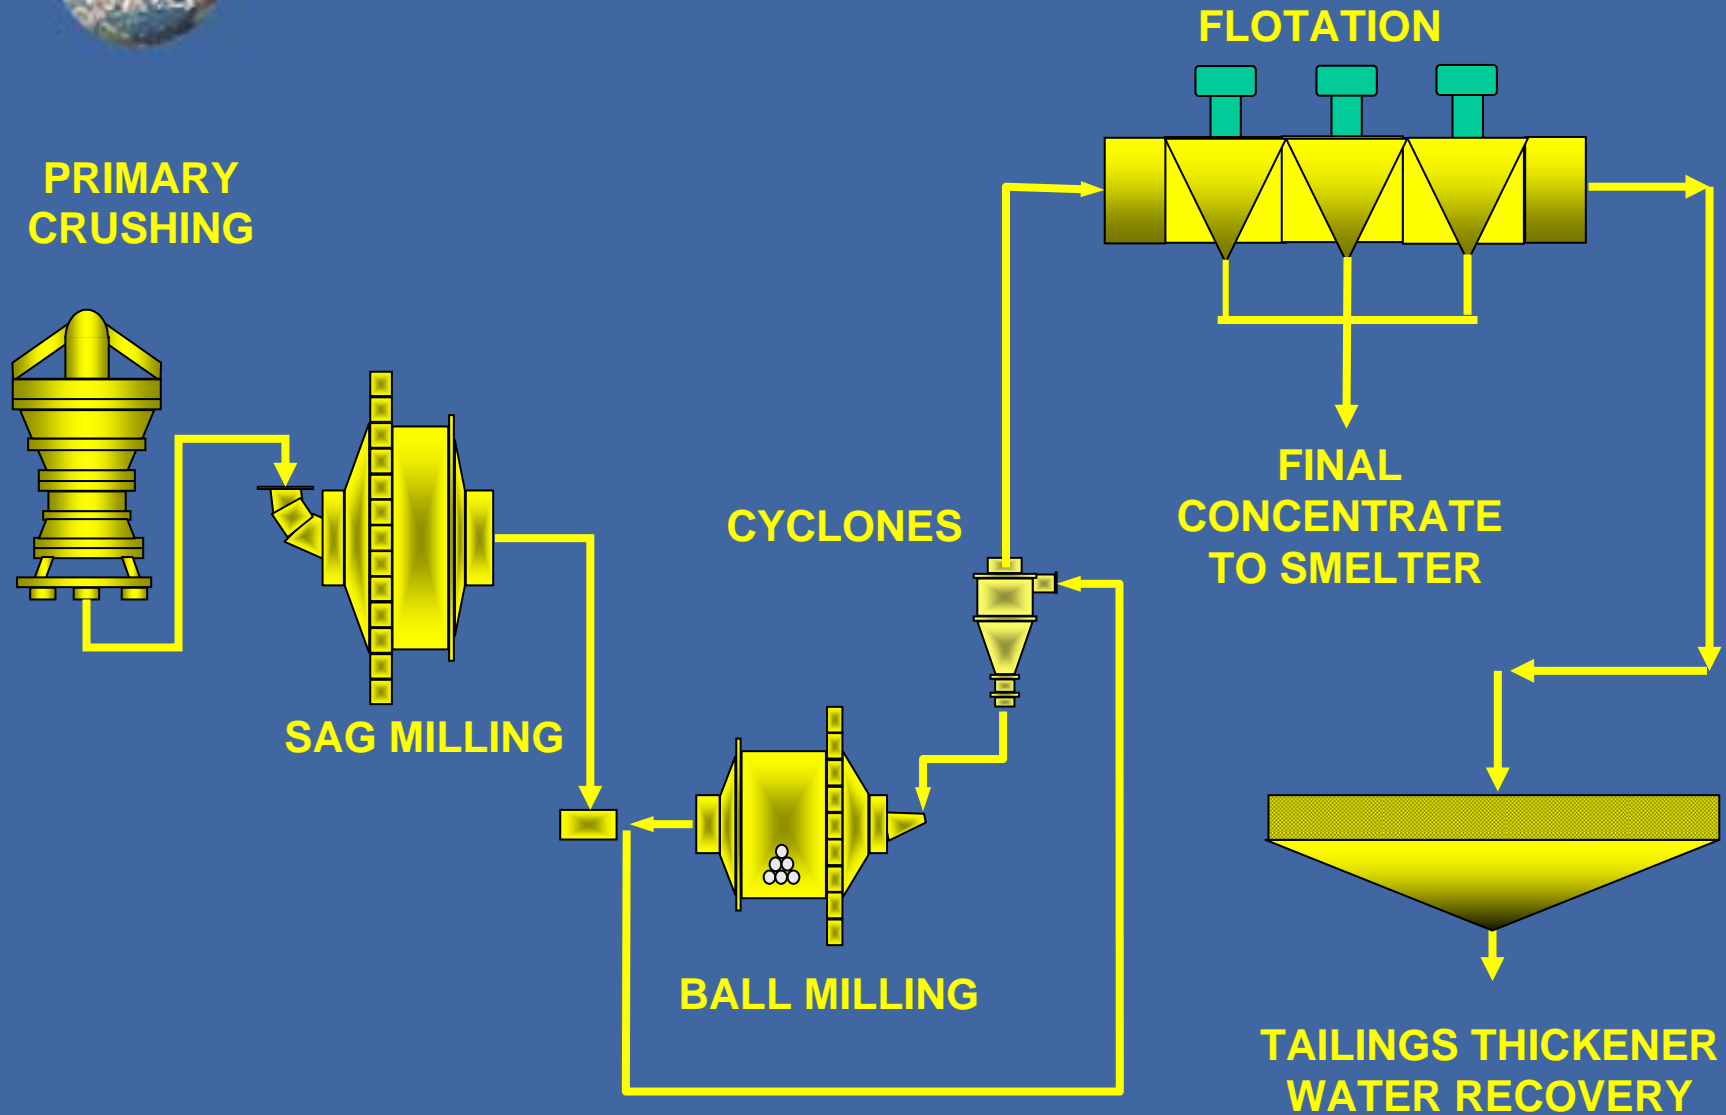 FLOTATION
PRIMARY
CRUSHING
FINAL
CONCENTRATE
TO SMELTER
CYCLONES
SAG MILLING
BALL MILLING
TAILINGS THICKENER
WATER RECOVERY